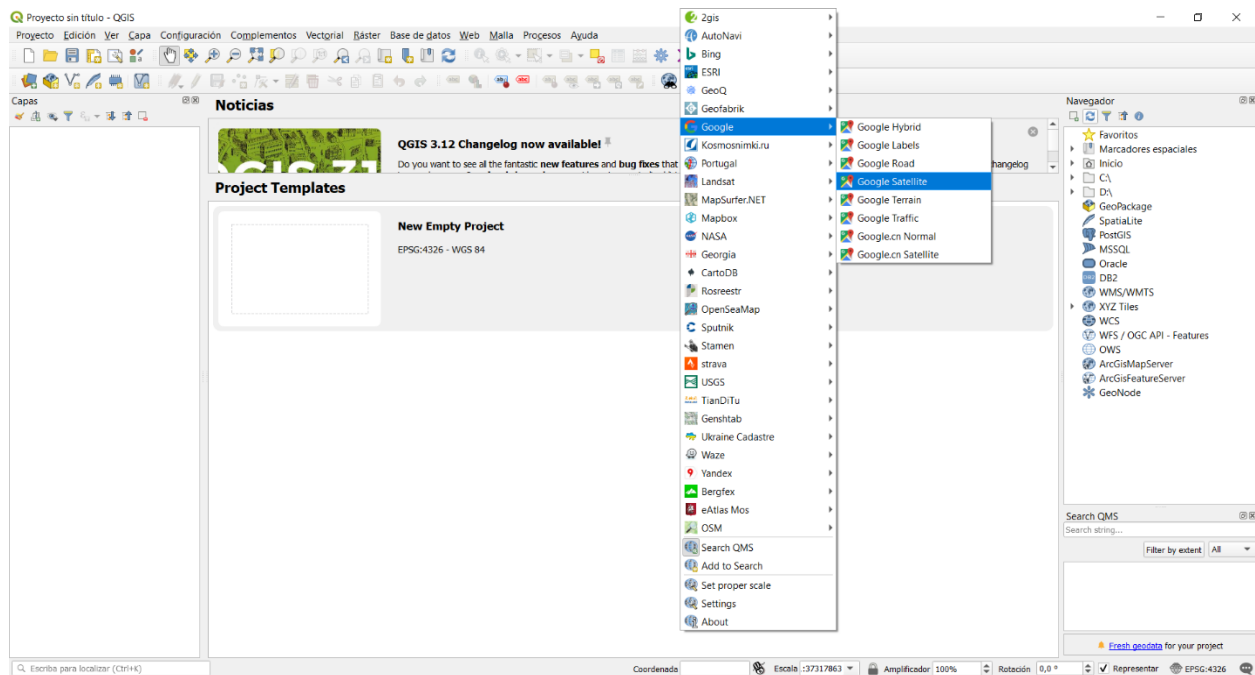 Proyecto sin título - QGIS
Proyecto Edición Ver Capa Configuración Complementos Vectorial Ráster Base de datos Web Malla Procesos Ayuda
Capas
Noticias
QGIS 3.12 Changelog now available!
Do you want to see al the fantastic new features and bug fixes that
hangelog
Project Templates
New Empty Project
EPSG:4326 - WGS 84
2gis
AutoNavi
Bing
ESRI
GeoQ
Geofabrik
Google
Kosmosnimki.ru
Portugal
Landsat
MapSurfer.NET
Mapbox
NASA
Georgia
CartoDB
Rosreestr
OpenSeaMap
Sputnik
Stamen
strava
USGS
TianDiTu
Genshtab
Ukraine Cadastre
Waze
Yandex
Bergfex
eAtlas Mos
OSM
Search QMS
Add to Search
Set proper scale
Settings
About
Google Hybrid
Google Labels
Google Road
Google Satellite
Google Terrain
Google Traffic
Google.cn Normal
Google.cn Satellite
Navegador
Favoritos
Marcadores espaciales
Inicio
C:\
D:\
GeoPackage
SpatiaLite
PostGIS
MSSQL
Oracle
DB2
WMS/WMTS
XYZ Tiles
WCS
WFS / OGC API - Features
OWS
ArcGisMapServer
ArcGisFeatureServer
GeoNode
Search QMS
Search string...
Filter by extent All
Fresh geodata for your project
Escriba para localizar (Ctrl+K)
Coordenada Escala :37317863 Amplificador 100% Rotación 0,0 ° Representar EPSG:4326